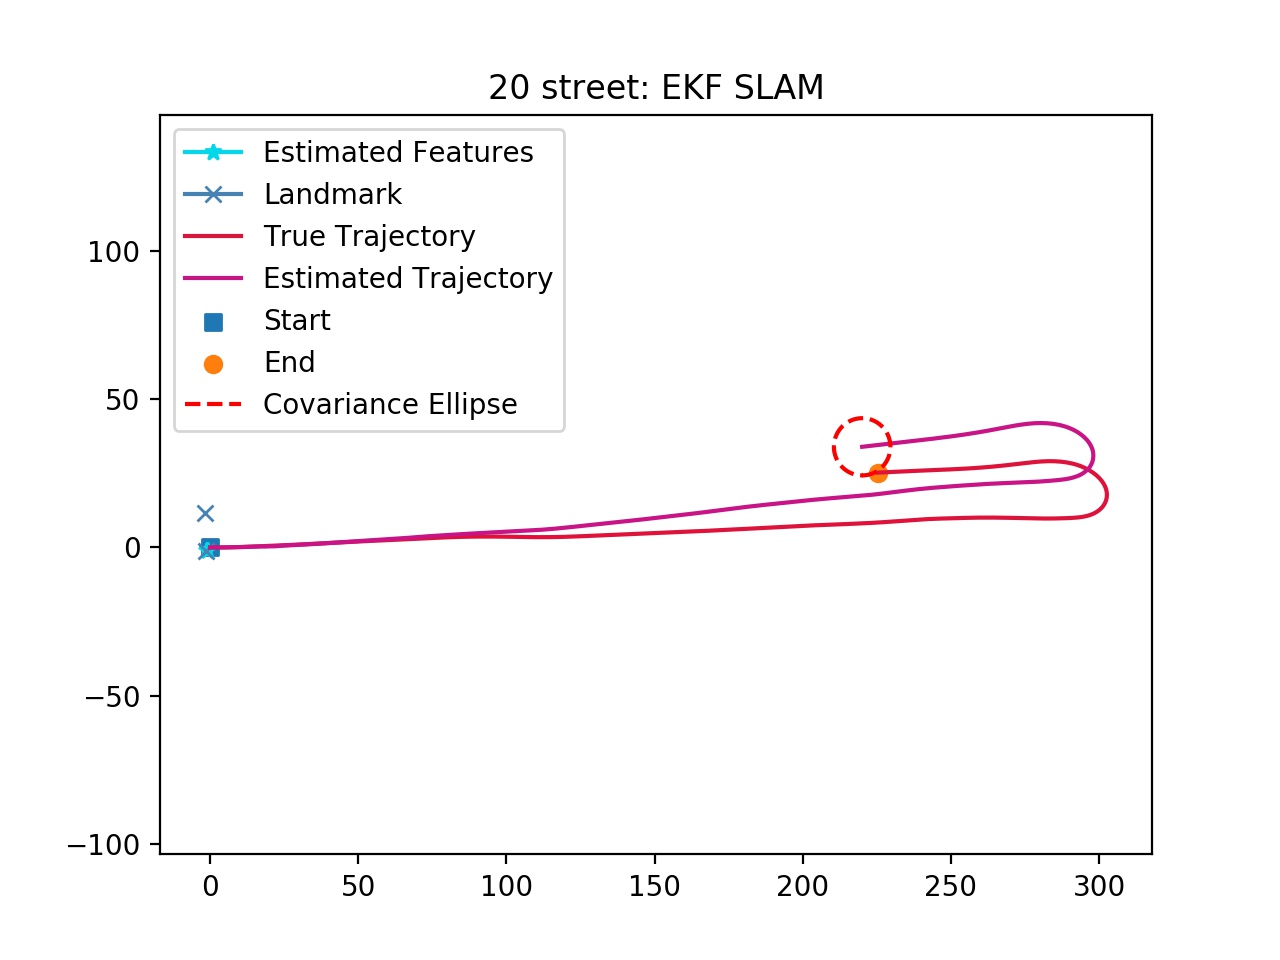 20 street: EKF SLAM
Estimated Features
Landmark
True Trajectory
Estimated Trajectory
Start
End
Covariance Ellipse
100
50
0
−50
−100
0 50 100 150 200 250 300